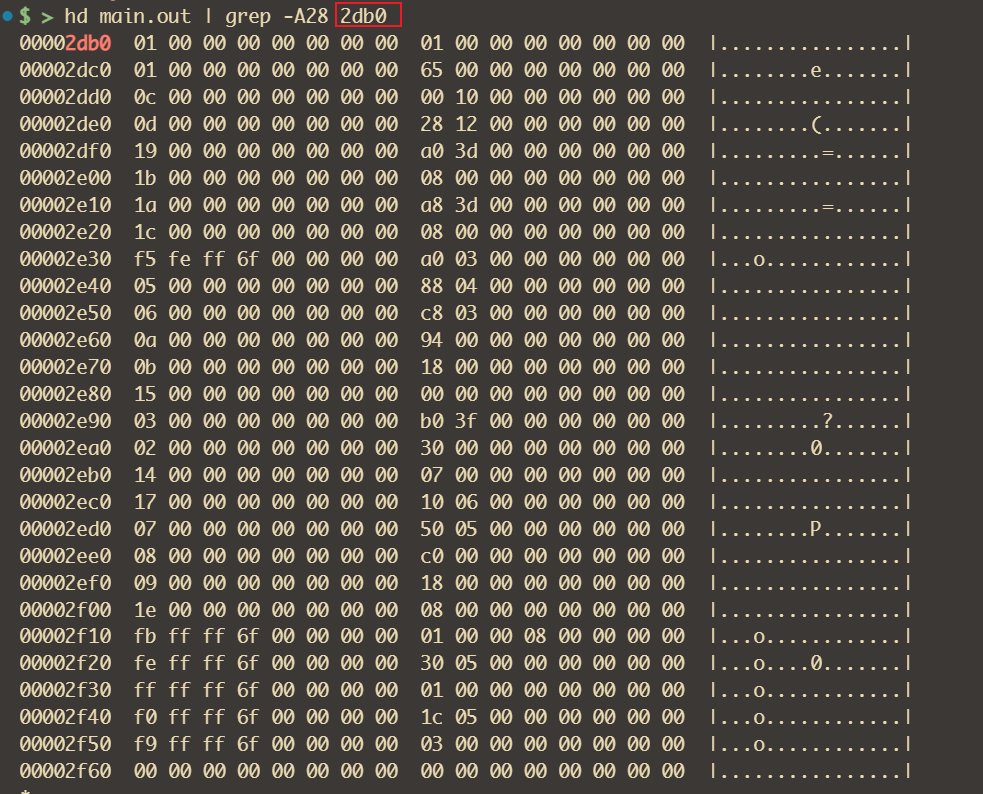 $ > hd main.out | grep -A28 2db0
00002db0  01 00 00 00 00 00 00 00  01 00 00 00 00 00 00 00  |................|
00002dc0  01 00 00 00 00 00 00 00  65 00 00 00 00 00 00 00  |........e.......|
00002dd0  0c 00 00 00 00 00 00 00  00 10 00 00 00 00 00 00  |................|
00002de0  0d 00 00 00 00 00 00 00  28 12 00 00 00 00 00 00  |........(.......|
00002df0  19 00 00 00 00 00 00 00  a0 3d 00 00 00 00 00 00  |.........=......|
00002e00  1b 00 00 00 00 00 00 00  08 00 00 00 00 00 00 00  |................|
00002e10  1a 00 00 00 00 00 00 00  a8 3d 00 00 00 00 00 00  |.........=......|
00002e20  1c 00 00 00 00 00 00 00  08 00 00 00 00 00 00 00  |................|
00002e30  f5 fe ff 6f 00 00 00 00  a0 03 00 00 00 00 00 00  |...o............|
00002e40  05 00 00 00 00 00 00 00  88 04 00 00 00 00 00 00  |................|
00002e50  06 00 00 00 00 00 00 00  c8 03 00 00 00 00 00 00  |................|
00002e60  0a 00 00 00 00 00 00 00  94 00 00 00 00 00 00 00  |................|
00002e70  0b 00 00 00 00 00 00 00  18 00 00 00 00 00 00 00  |................|
00002e80  15 00 00 00 00 00 00 00  00 00 00 00 00 00 00 00  |................|
00002e90  03 00 00 00 00 00 00 00  b0 3f 00 00 00 00 00 00  |.........?......|
00002ea0  02 00 00 00 00 00 00 00  30 00 00 00 00 00 00 00  |........0.......|
00002eb0  14 00 00 00 00 00 00 00  07 00 00 00 00 00 00 00  |................|
00002ec0  17 00 00 00 00 00 00 00  10 06 00 00 00 00 00 00  |................|
00002ed0  07 00 00 00 00 00 00 00  50 05 00 00 00 00 00 00  |........P.......|
00002ee0  08 00 00 00 00 00 00 00  c0 00 00 00 00 00 00 00  |................|
00002ef0  09 00 00 00 00 00 00 00  18 00 00 00 00 00 00 00  |................|
00002f00  1e 00 00 00 00 00 00 00  08 00 00 00 00 00 00 00  |................|
00002f10  fb ff ff 6f 00 00 00 00  01 00 00 08 00 00 00 00  |...o............|
00002f20  fe ff ff 6f 00 00 00 00  30 05 00 00 00 00 00 00  |...o....0.......|
00002f30  ff ff ff 6f 00 00 00 00  01 00 00 00 00 00 00 00  |...o............|
00002f40  f0 ff ff 6f 00 00 00 00  1c 05 00 00 00 00 00 00  |...o............|
00002f50  f9 ff ff 6f 00 00 00 00  03 00 00 00 00 00 00 00  |...o............|
00002f60  00 00 00 00 00 00 00 00  00 00 00 00 00 00 00 00  |................|
*